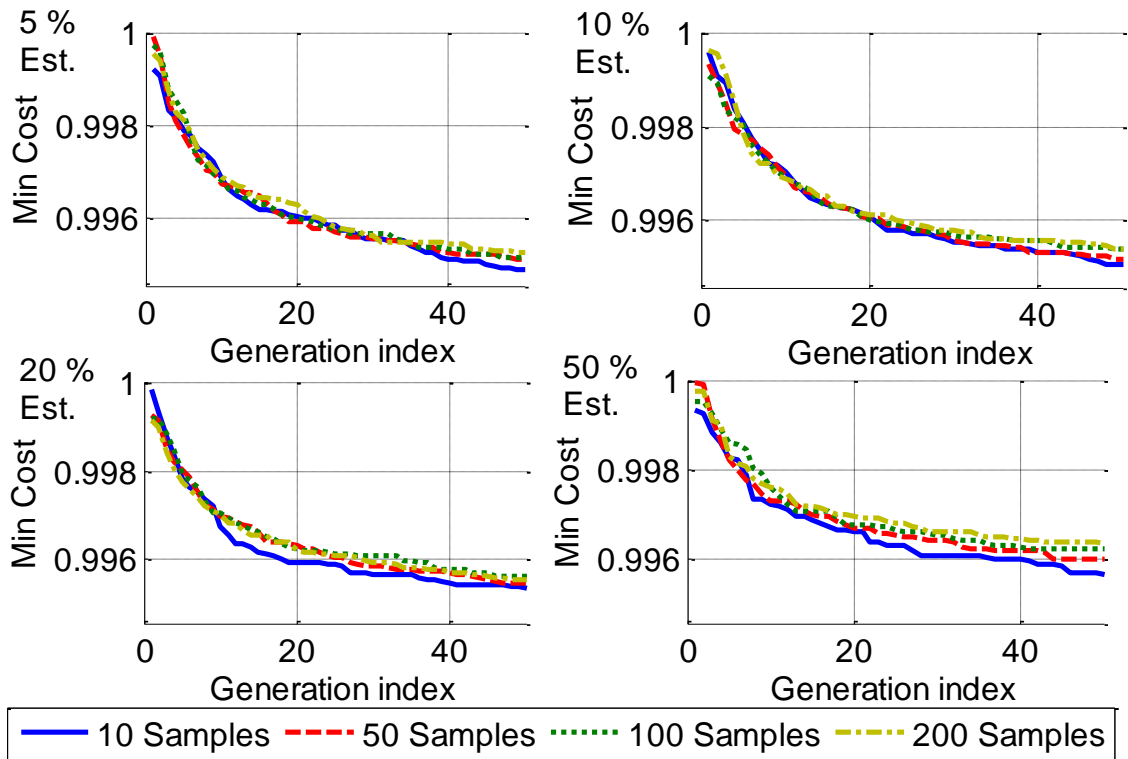 5 %
Est.
Min Cost
1
0.998
0.996
0
20
40
Generation index
10 %
Est.
Min Cost
1
0.998
0.996
0
20
40
Generation index
20 %
Est.
Min Cost
1
0.998
0.996
0
20
40
Generation index
50 %
Est.
Min Cost
1
0.998
0.996
0
20
40
Generation index
10 Samples 50 Samples 100 Samples 200 Samples